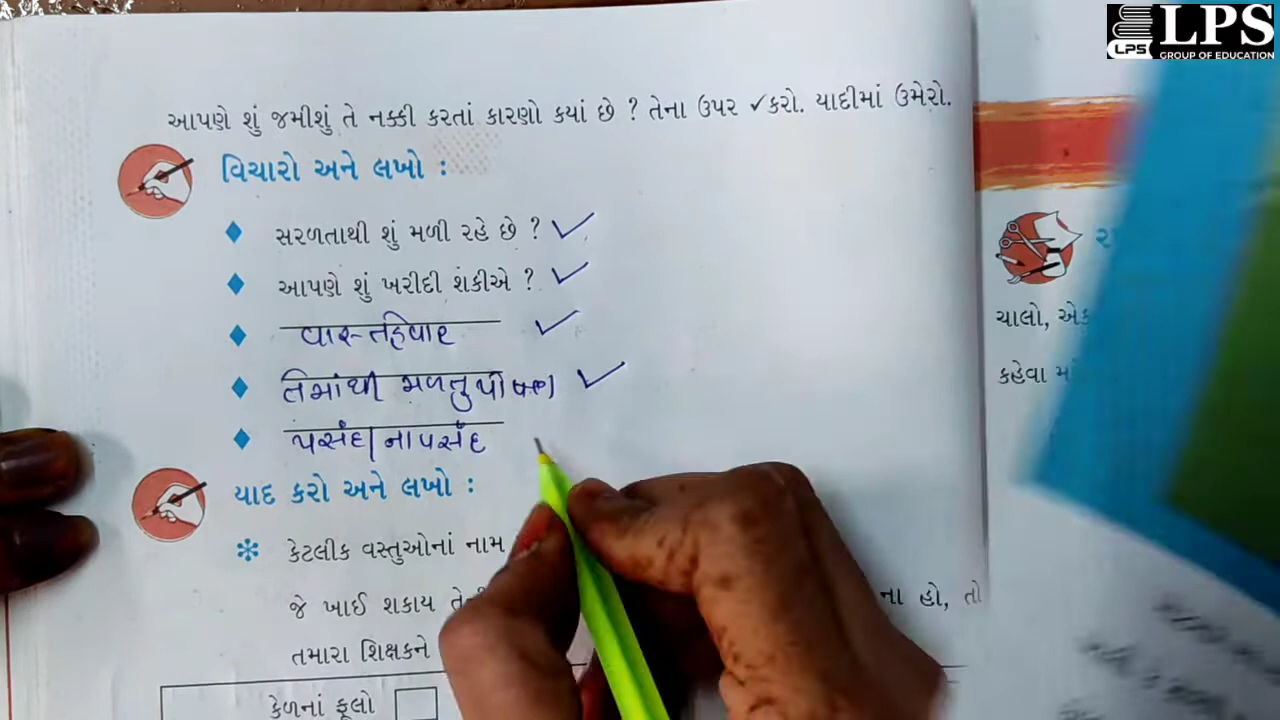 LPS
GROUP OF EDUCATION
LPS
આપણે શું જમીશું તે નક્કી કરતાં કારણો કયાં છે ? તેના ઉપર ✓કરો. યાદીમાં ઉમેરો.
વિચારો અને લખો :
સરળતાથી શું મળી રહે છે ? ✓
આપણે શું ખરીદી શકીએ ? ✓
વાર-તહિવાર ✓
તેમાંથી મળતુ પોષણ ✓
પસંદ/નાપસંદ
યાદ કરો અને લખો :
કેટલીક વસ્તુઓનાં નામ
જે ખાઈ શકાય ના હો, તો
તમારા શિક્ષકને
કેળનાં ફૂલો
ચાલો,
કહેવા